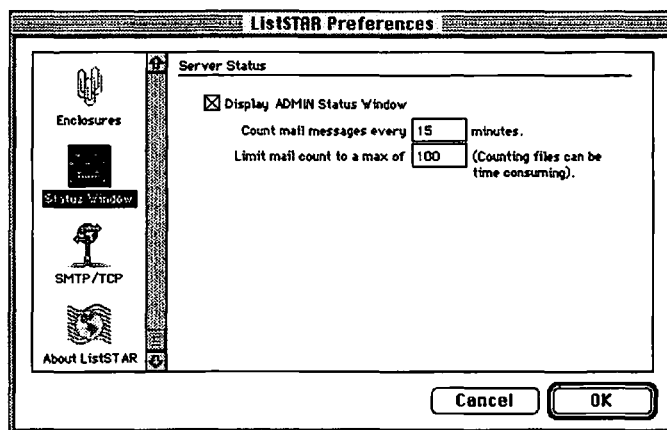 ListSTAR Preferences
Enclosures
Status Window
SMTP/TCP
About ListSTAR
Server Status
Display ADMIN Status Window
Count mail messages every 15 minutes.
Limit mail count to a max of 100 (Counting files can be
time consuming).
Cancel
OK